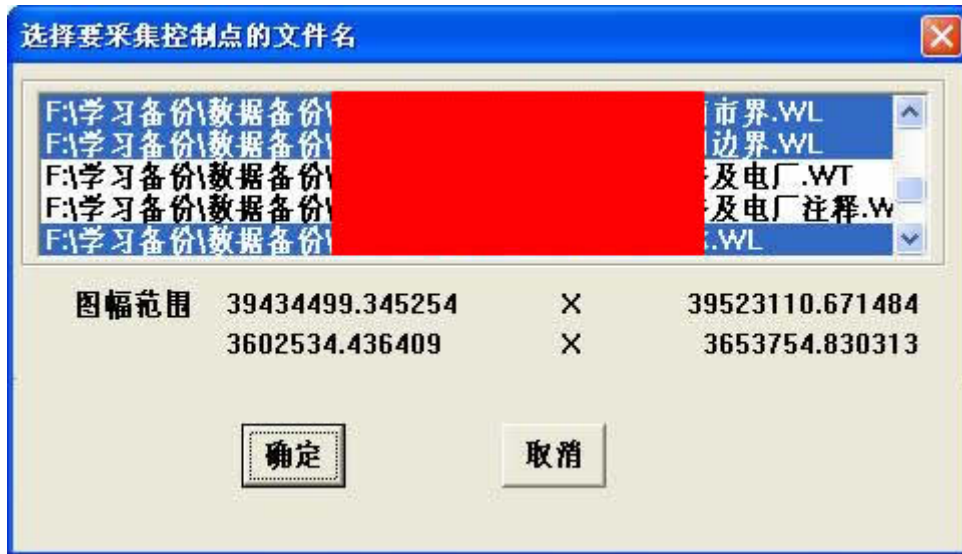 选择要采集控制点的文件名
F:\学习备份\数据备份\ 市界.WL
F:\学习备份\数据备份\ 边界.WL
F:\学习备份\数据备份\ 及电厂.WT
F:\学习备份\数据备份\ 及电厂注释.W
F:\学习备份\数据备份\ .WL
图幅范围 39434499.345254 X 39523110.671484
3602534.436409 X 3653754.830313
确定 取消